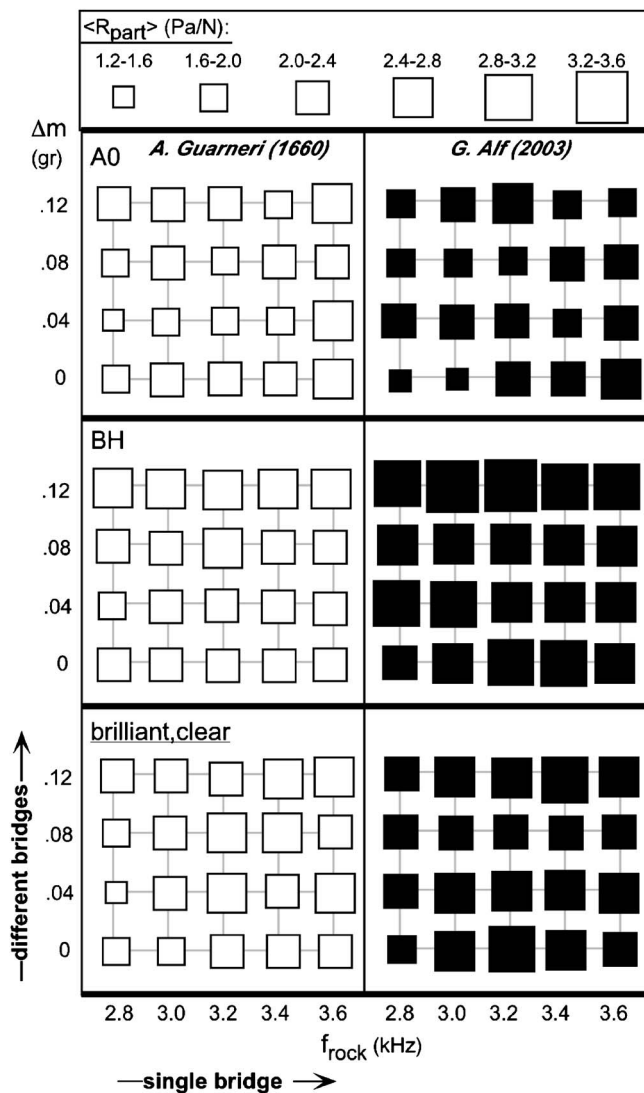 <R_part> (Pa/N):
1.2-1.6 1.6-2.0 2.0-2.4 2.4-2.8 2.8-3.2 3.2-3.6
Δm
(gr)
A0 A. Guarneri (1660) G. Alf (2003)
.12
.08
.04
0
BH
.12
.08
.04
0
brilliant,clear
.12
.08
.04
0
different bridges
2.8 3.0 3.2 3.4 3.6 2.8 3.0 3.2 3.4 3.6
f_rock (kHz)
single bridge